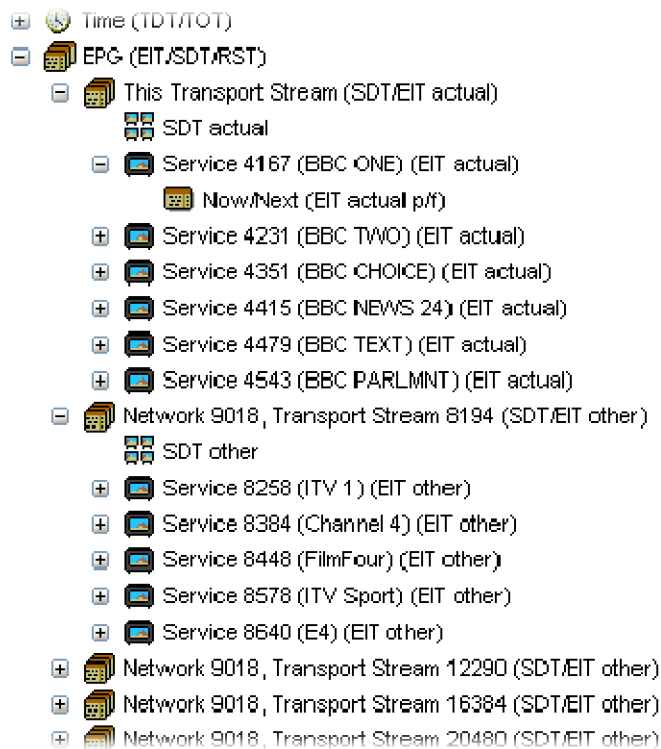 Time (TDT/TOT)
EPG (EIT/SDT/RST)
This Transport Stream (SDT/EIT actual)
SDT actual
Service 4167 (BBC ONE) (EIT actual)
Now/Next (EIT actual p/f)
Service 4231 (BBC TWO) (EIT actual)
Service 4351 (BBC CHOICE) (EIT actual)
Service 4415 (BBC NEWS 24) (EIT actual)
Service 4479 (BBC TEXT) (EIT actual)
Service 4543 (BBC PARLMNT) (EIT actual)
Network 9018, Transport Stream 8194 (SDT/EIT other)
SDT other
Service 8258 (ITV 1) (EIT other)
Service 8384 (Channel 4) (EIT other)
Service 8448 (FilmFour) (EIT other)
Service 8578 (ITV Sport) (EIT other)
Service 8640 (E4) (EIT other)
Network 9018, Transport Stream 12290 (SDT/EIT other)
Network 9018, Transport Stream 16384 (SDT/EIT other)
Network 9018, Transport Stream 20480 (SDT/EIT other)